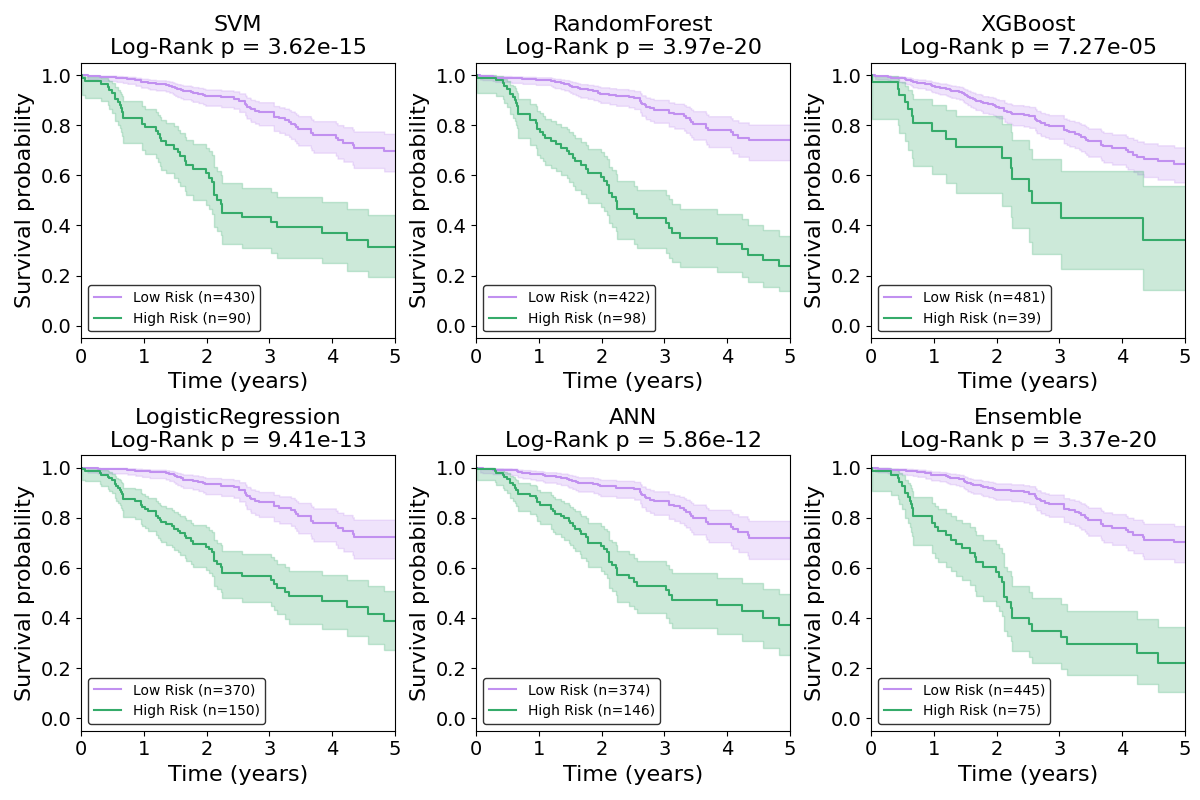 SVM
Log-Rank p = 3.62e-15
Survival probability
1.0
0.8
0.6
0.4
0.2
0.0
Low Risk (n=430)
High Risk (n=90)
0 1 2 3 4 5
Time (years)
RandomForest
Log-Rank p = 3.97e-20
Survival probability
1.0
0.8
0.6
0.4
0.2
0.0
Low Risk (n=422)
High Risk (n=98)
0 1 2 3 4 5
Time (years)
XGBoost
Log-Rank p = 7.27e-05
Survival probability
1.0
0.8
0.6
0.4
0.2
0.0
Low Risk (n=481)
High Risk (n=39)
0 1 2 3 4 5
Time (years)
LogisticRegression
Log-Rank p = 9.41e-13
Survival probability
1.0
0.8
0.6
0.4
0.2
0.0
Low Risk (n=370)
High Risk (n=150)
0 1 2 3 4 5
Time (years)
ANN
Log-Rank p = 5.86e-12
Survival probability
1.0
0.8
0.6
0.4
0.2
0.0
Low Risk (n=374)
High Risk (n=146)
0 1 2 3 4 5
Time (years)
Ensemble
Log-Rank p = 3.37e-20
Survival probability
1.0
0.8
0.6
0.4
0.2
0.0
Low Risk (n=445)
High Risk (n=75)
0 1 2 3 4 5
Time (years)